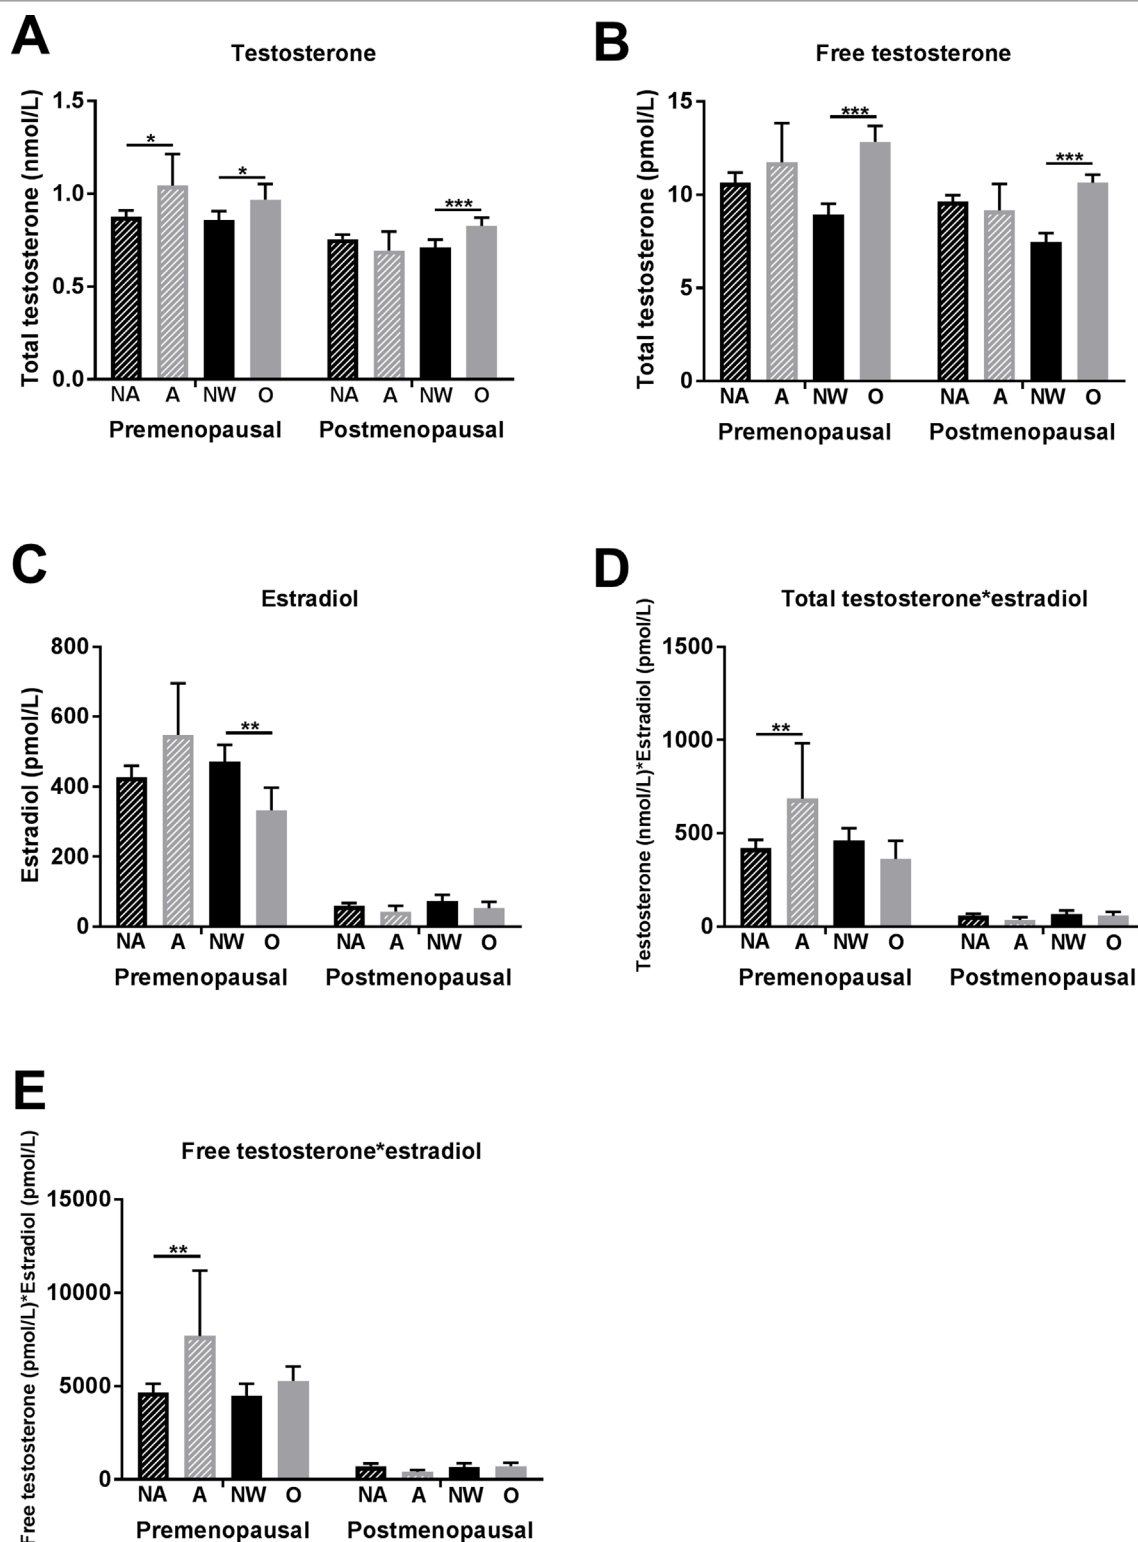 A
Testosterone
Total testosterone (nmol/L)
1.5
1.0
0.5
0.0
*
*
***
NA A NW O NA A NW O
Premenopausal Postmenopausal
B
Free testosterone
Total testosterone (pmol/L)
15
10
5
0
***
***
NA A NW O NA A NW O
Premenopausal Postmenopausal
C
Estradiol
Estradiol (pmol/L)
800
600
400
200
0
**
NA A NW O NA A NW O
Premenopausal Postmenopausal
D
Total testosterone*estradiol
Testosterone (nmol/L)*Estradiol (pmol/L)
1500
1000
500
0
**
NA A NW O NA A NW O
Premenopausal Postmenopausal
E
Free testosterone*estradiol
Free testosterone (pmol/L)*Estradiol (pmol/L)
15000
10000
5000
0
**
NA A NW O NA A NW O
Premenopausal Postmenopausal